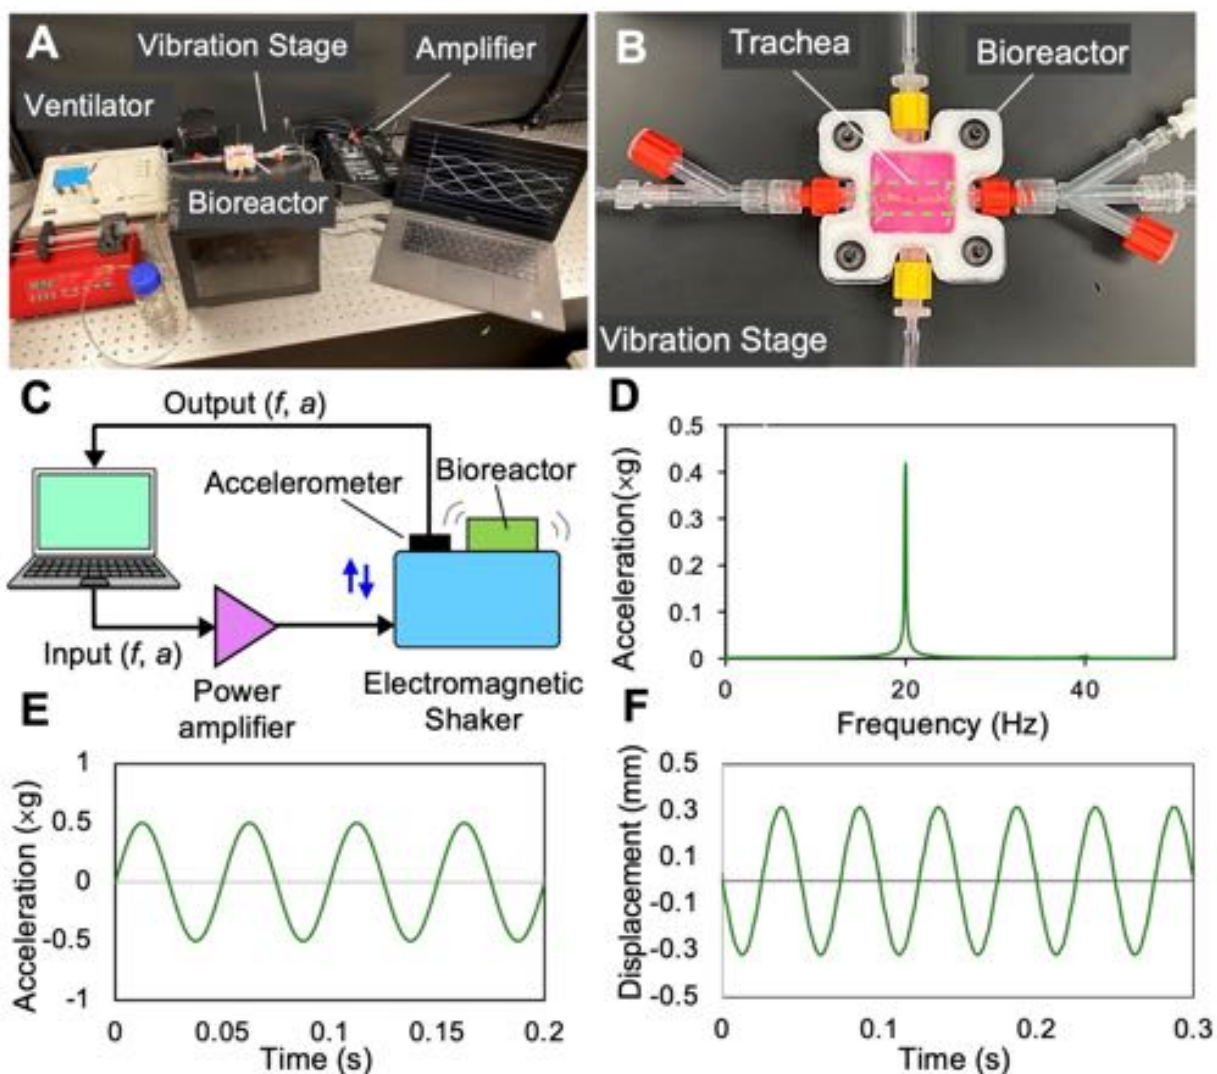 A
Vibration Stage
Amplifier
Ventilator
Bioreactor
B
Trachea
Bioreactor
Vibration Stage
C
Output (f, a)
Accelerometer
Bioreactor
Input (f, a)
Power
amplifier
Electromagnetic
Shaker
D
Acceleration(×g)
0.5
0.4
0.3
0.2
0.1
0
0 20 40
Frequency (Hz)
E
Acceleration (×g)
1
0.5
0
-0.5
-1
0 0.05 0.1 0.15 0.2
Time (s)
F
Displacement (mm)
0.5
0.3
0.1
-0.1
-0.3
-0.5
0 0.1 0.2 0.3
Time (s)